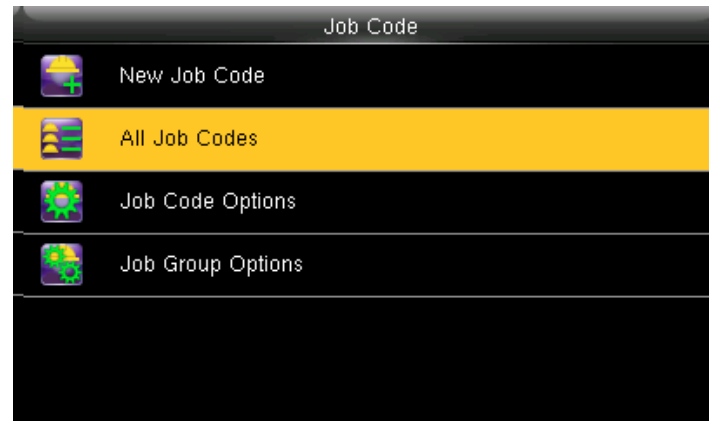 Job Code
New Job Code
All Job Codes
Job Code Options
Job Group Options